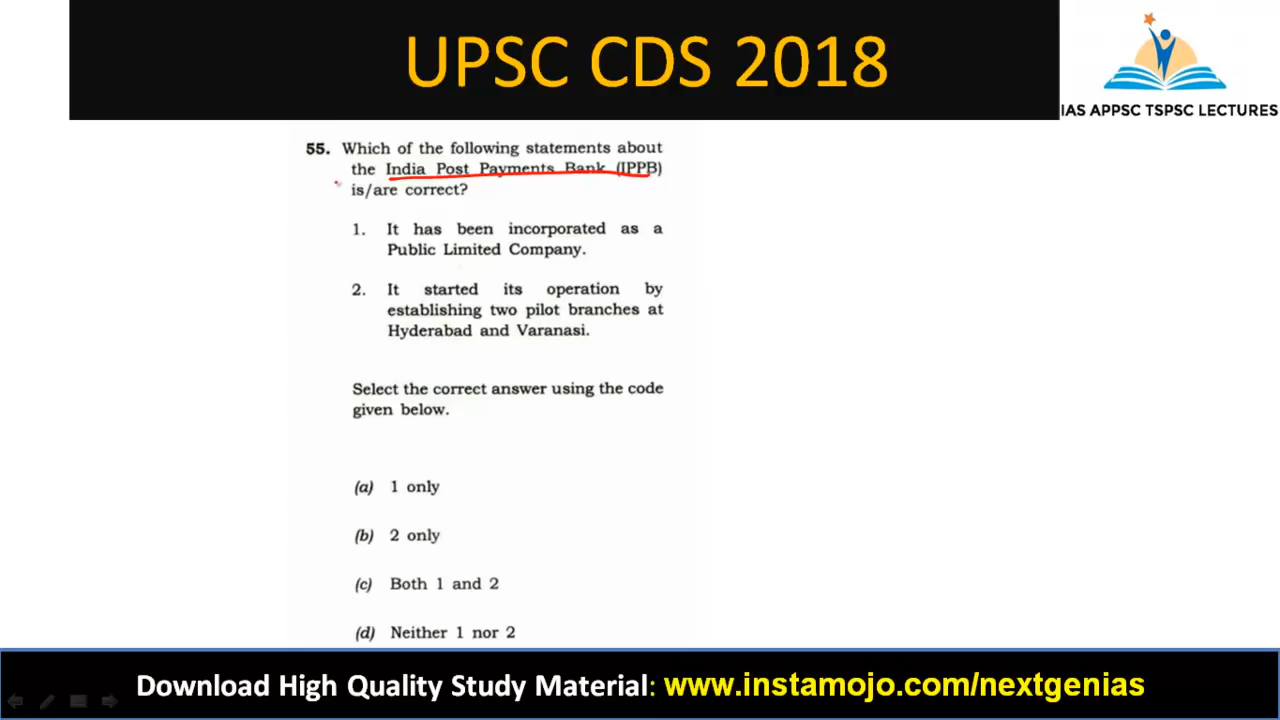 UPSC CDS 2018
IAS APPSC TSPSC LECTURES
55. Which of the following statements about
the India Post Payments Bank (IPPB)
is/are correct?
1. It has been incorporated as a
Public Limited Company.
2. It started its operation by
establishing two pilot branches at
Hyderabad and Varanasi.
Select the correct answer using the code
given below.
(a) 1 only
(b) 2 only
(c) Both 1 and 2
(d) Neither 1 nor 2
Download High Quality Study Material: www.instamojo.com/nextgenias